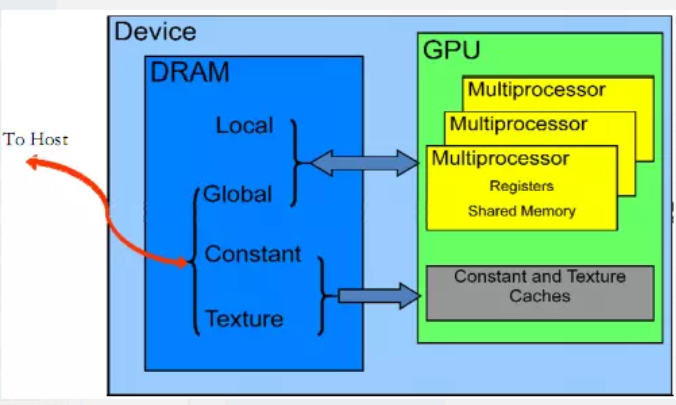 Device
DRAM
Local
Global
Constant
Texture
To Host
GPU
Multiprocessor
Multiprocessor
Multiprocessor
Registers
Shared Memory
Constant and Texture
Caches